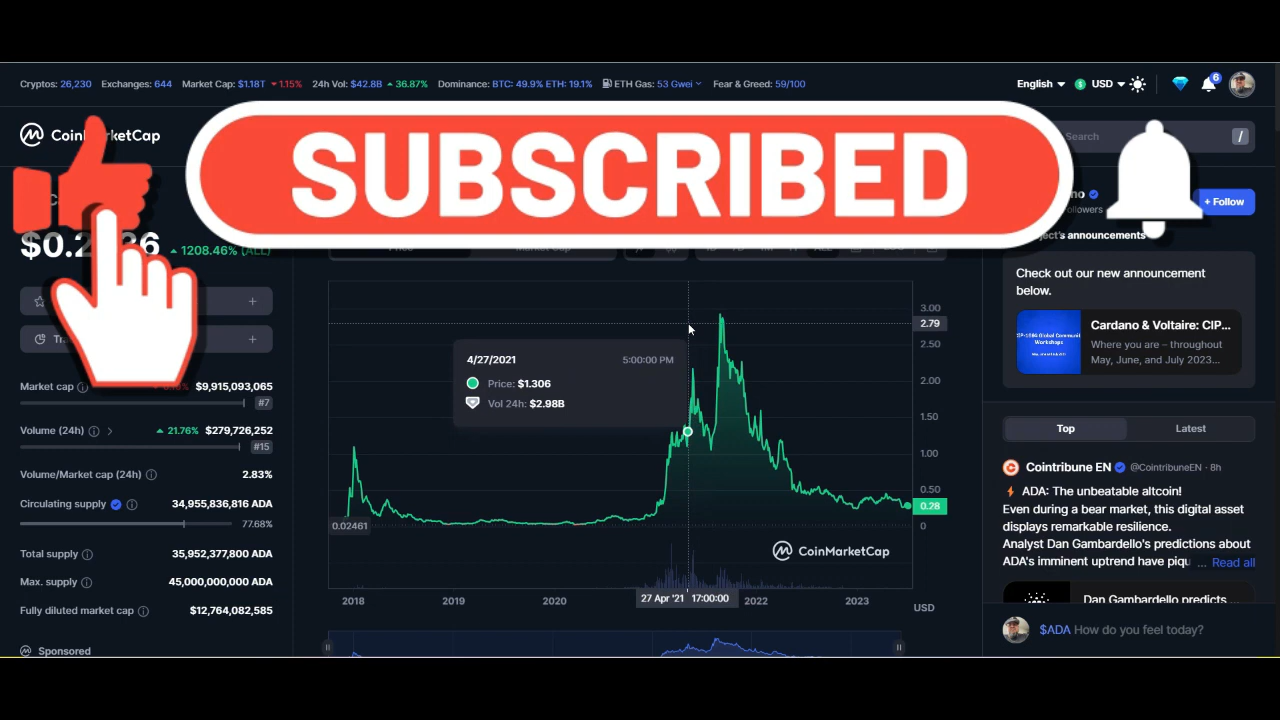 Cryptos: 26,230 Exchanges: 644 Market Cap: $1.18T 1.15% 24h Vol: $42.8B 36.87% Dominance: BTC: 49.9% ETH: 19.1% ETH Gas: 53 Gwei Fear & Greed: 59/100 English USD 6
CoinMarketCap
SUBSCRIBED
Search /
+ Follow
1208.46% (ALL)
Check out our new announcement
below.
Cardano & Voltaire: CIP...
Where you are – throughout
May, June, and July 2023...
3.00
2.79
2.50
2.00
1.50
1.00
0.50
0.28
0
4/27/2021 5:00:00 PM
Price: $1.306
Vol 24h: $2.98B
0.02461
CoinMarketCap
2018 2019 2020 27 Apr '21 17:00:00 2022 2023
USD
Market cap $9,915,093,065
#7
Volume (24h) 21.76% $279,726,252
#15
Volume/Market cap (24h) 2.83%
Circulating supply 34,955,836,816 ADA
77.68%
Total supply 35,952,377,800 ADA
Max. supply 45,000,000,000 ADA
Fully diluted market cap $12,764,082,585
Sponsored
Top Latest
Cointribune EN @CointribuneEN · 8h
ADA: The unbeatable altcoin!
Even during a bear market, this digital asset
displays remarkable resilience.
Analyst Dan Gambardello's predictions about
ADA's imminent uptrend have piqu ... Read all
Dan Gambardello predicts
$ADA How do you feel today?